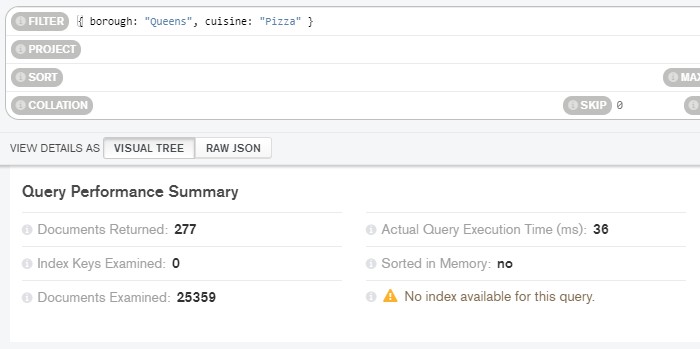 FILTER { borough: "Queens", cuisine: "Pizza" }
PROJECT
SORT
COLLATION SKIP 0
VIEW DETAILS AS VISUAL TREE RAW JSON
Query Performance Summary
Documents Returned: 277 Actual Query Execution Time (ms): 36
Index Keys Examined: 0 Sorted in Memory: no
Documents Examined: 25359 No index available for this query.